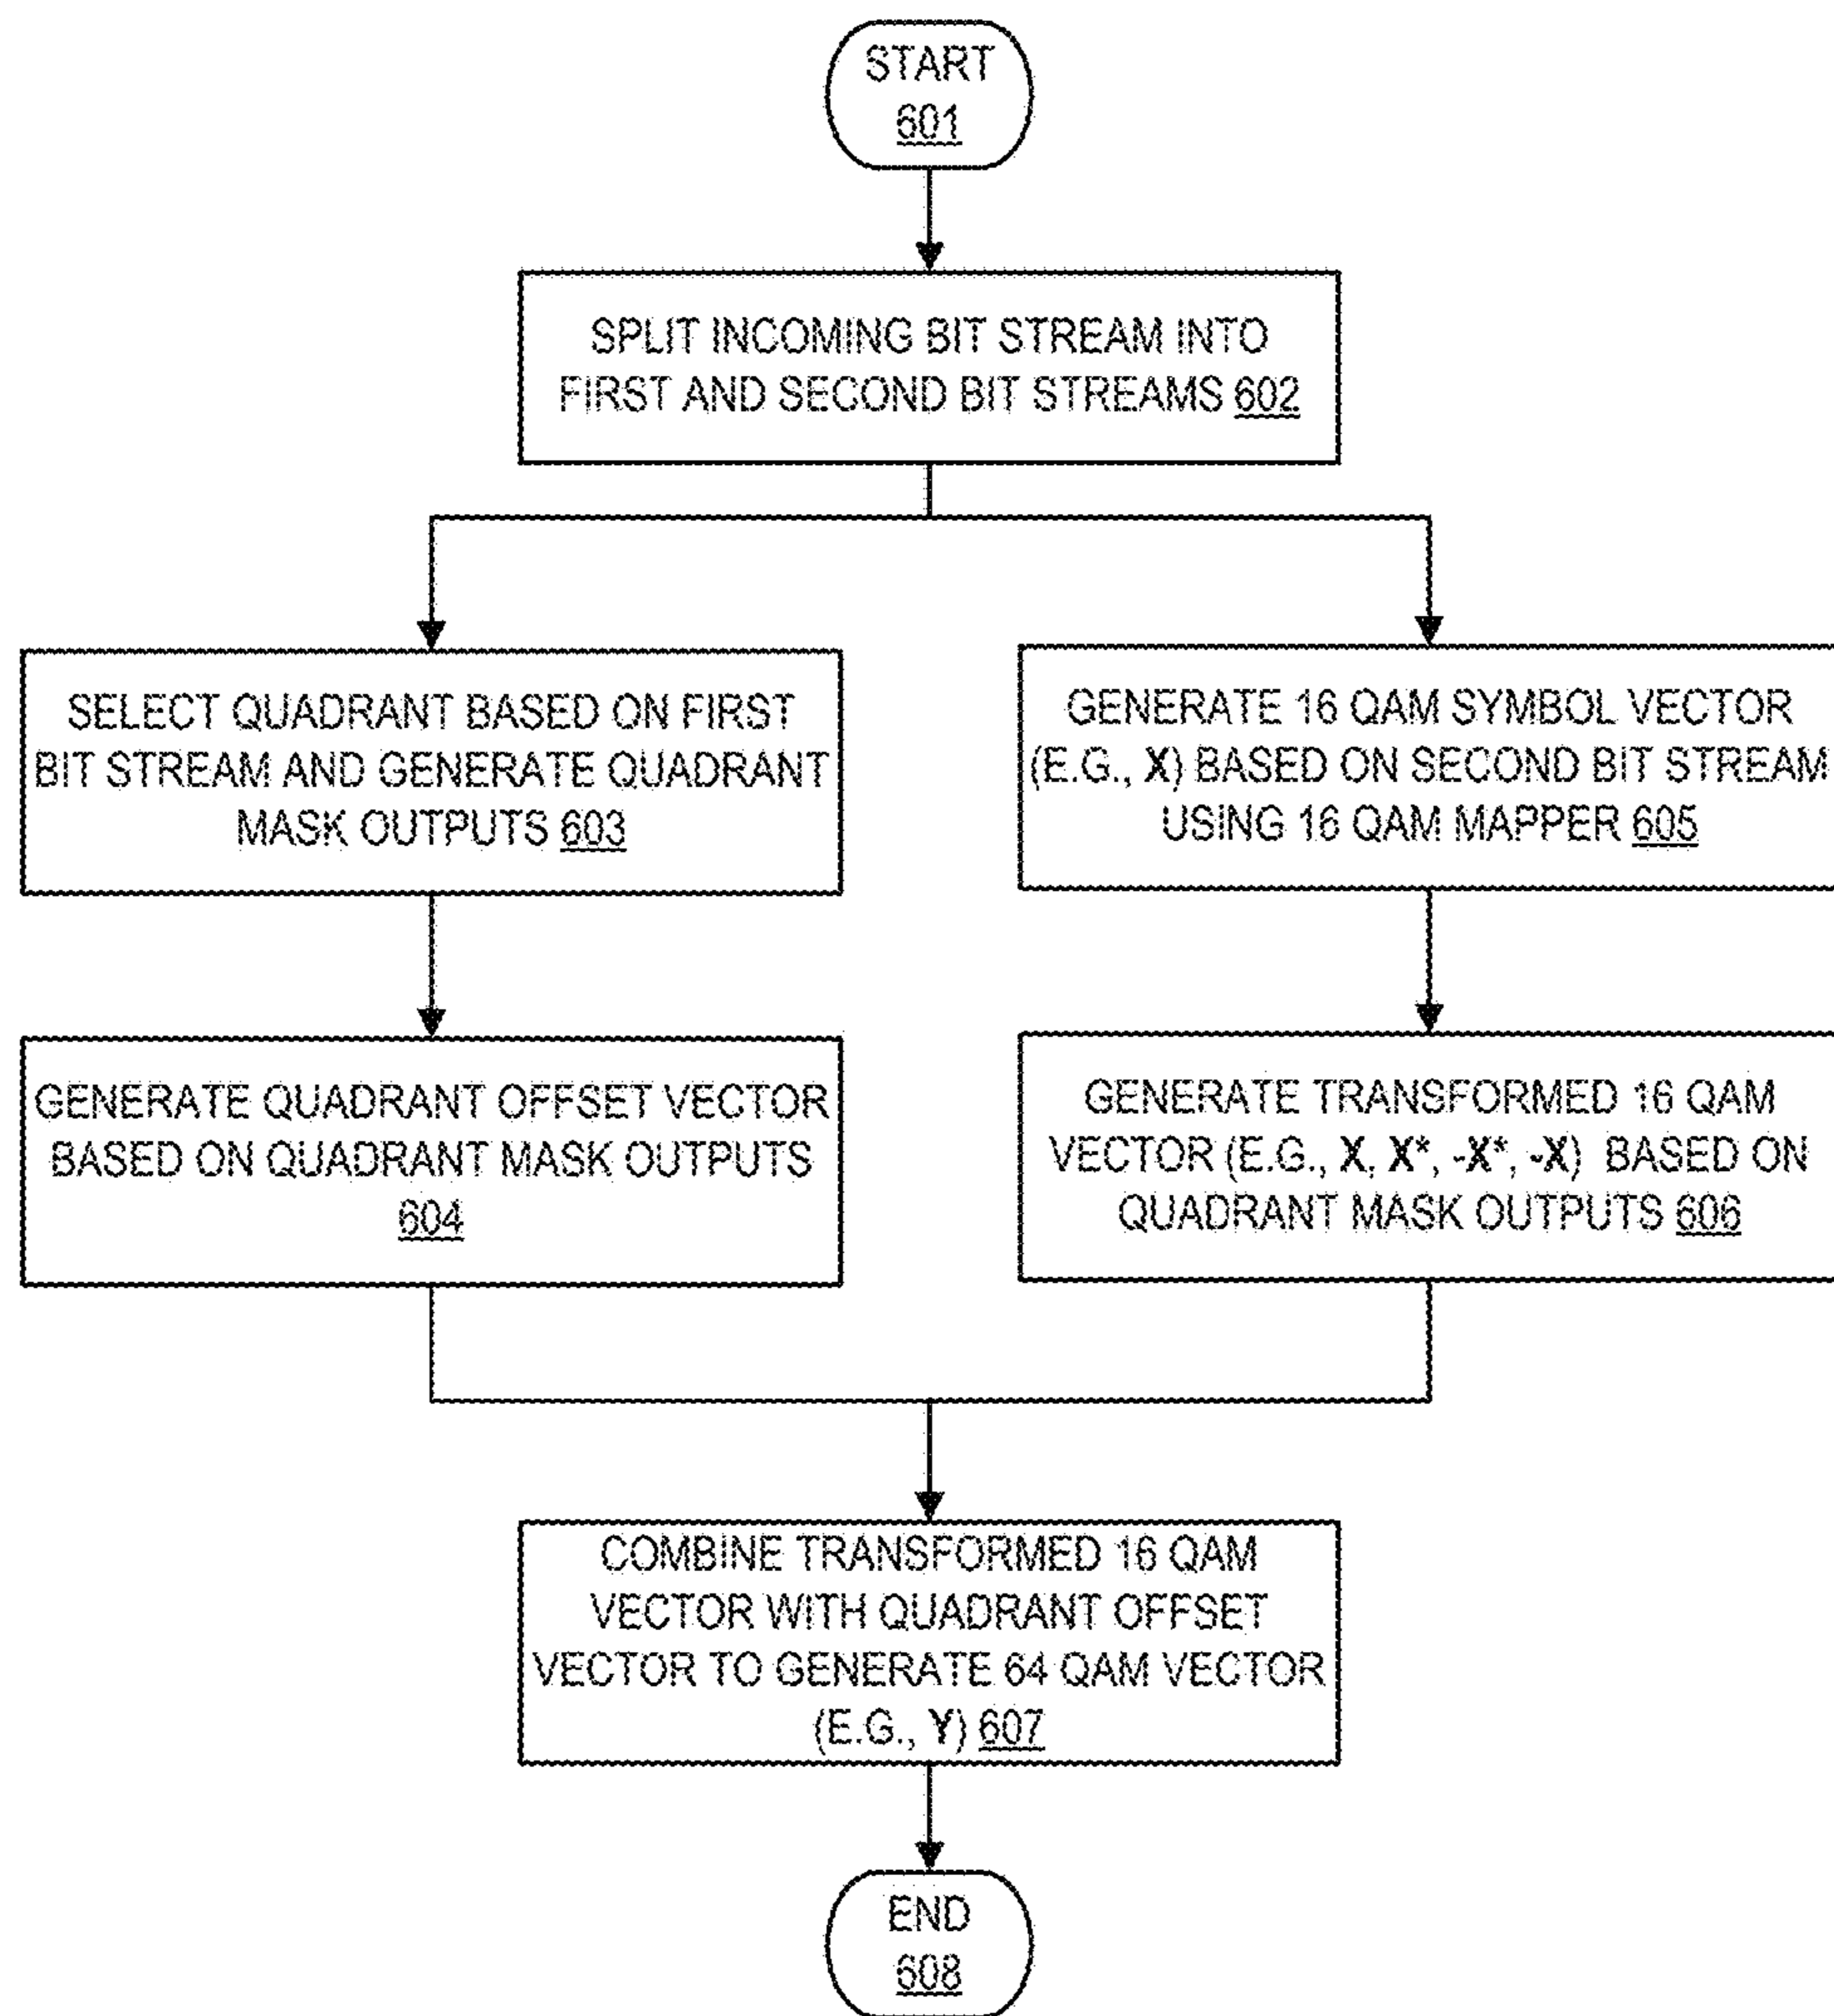 START
601
SPLIT INCOMING BIT STREAM INTO
FIRST AND SECOND BIT STREAMS 602
SELECT QUADRANT BASED ON FIRST
BIT STREAM AND GENERATE QUADRANT
MASK OUTPUTS 603
GENERATE 16 QAM SYMBOL VECTOR
(E.G., X) BASED ON SECOND BIT STREAM
USING 16 QAM MAPPER 605
GENERATE QUADRANT OFFSET VECTOR
BASED ON QUADRANT MASK OUTPUTS
604
GENERATE TRANSFORMED 16 QAM
VECTOR (E.G., X, X*, -X*, -X) BASED ON
QUADRANT MASK OUTPUTS 606
COMBINE TRANSFORMED 16 QAM
VECTOR WITH QUADRANT OFFSET
VECTOR TO GENERATE 64 QAM VECTOR
(E.G., Y) 607
END
608